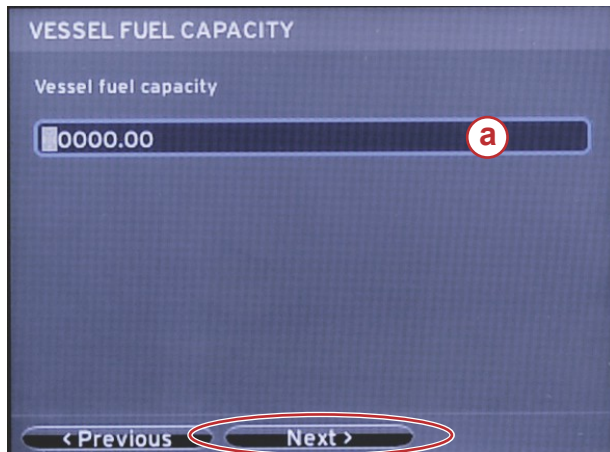 VESSEL FUEL CAPACITY
Vessel fuel capacity
0000.00
a
< Previous
Next >